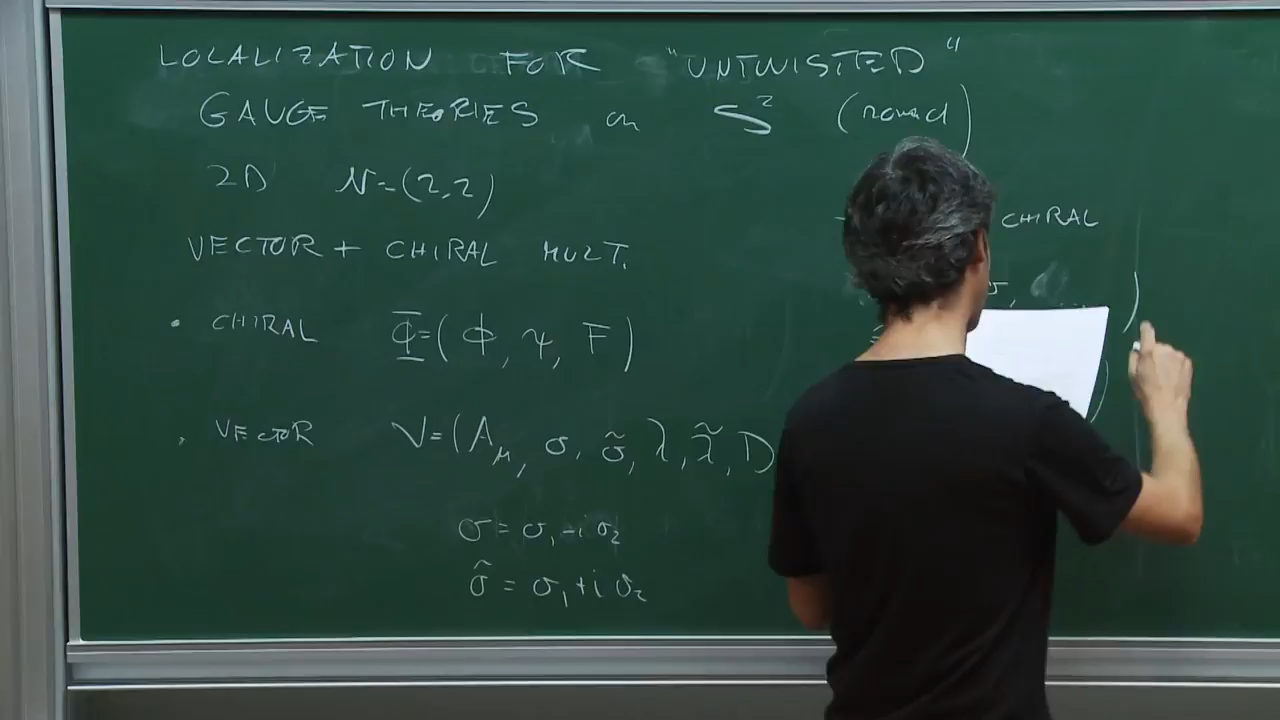 LOCALIZATION FOR "UNTWISTED"
GAUGE THEORIES on S² (round)
2D N=(2,2)
VECTOR + CHIRAL MULT.
CHIRAL
• CHIRAL Φ=(φ, ψ, F)
• VECTOR V=(A_μ, σ, σ̃, λ, λ̃, D
σ = σ₁ - i σ₂
σ̃ = σ₁ + i σ₂